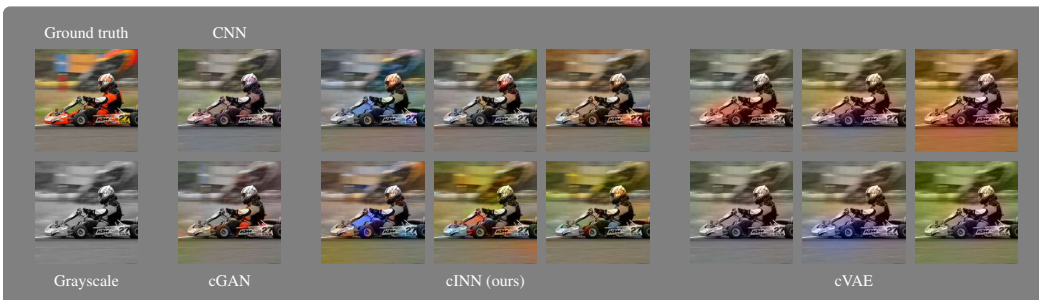 Ground truth
CNN
Grayscale
cGAN
cINN (ours)
cVAE